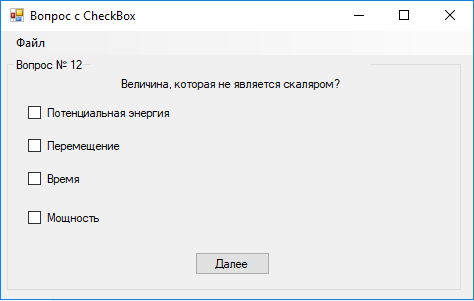 Вопрос с CheckBox
Файл
Вопрос № 12
Величина, которая не является скаляром?
Потенциальная энергия
Перемещение
Время
Мощность
Далее